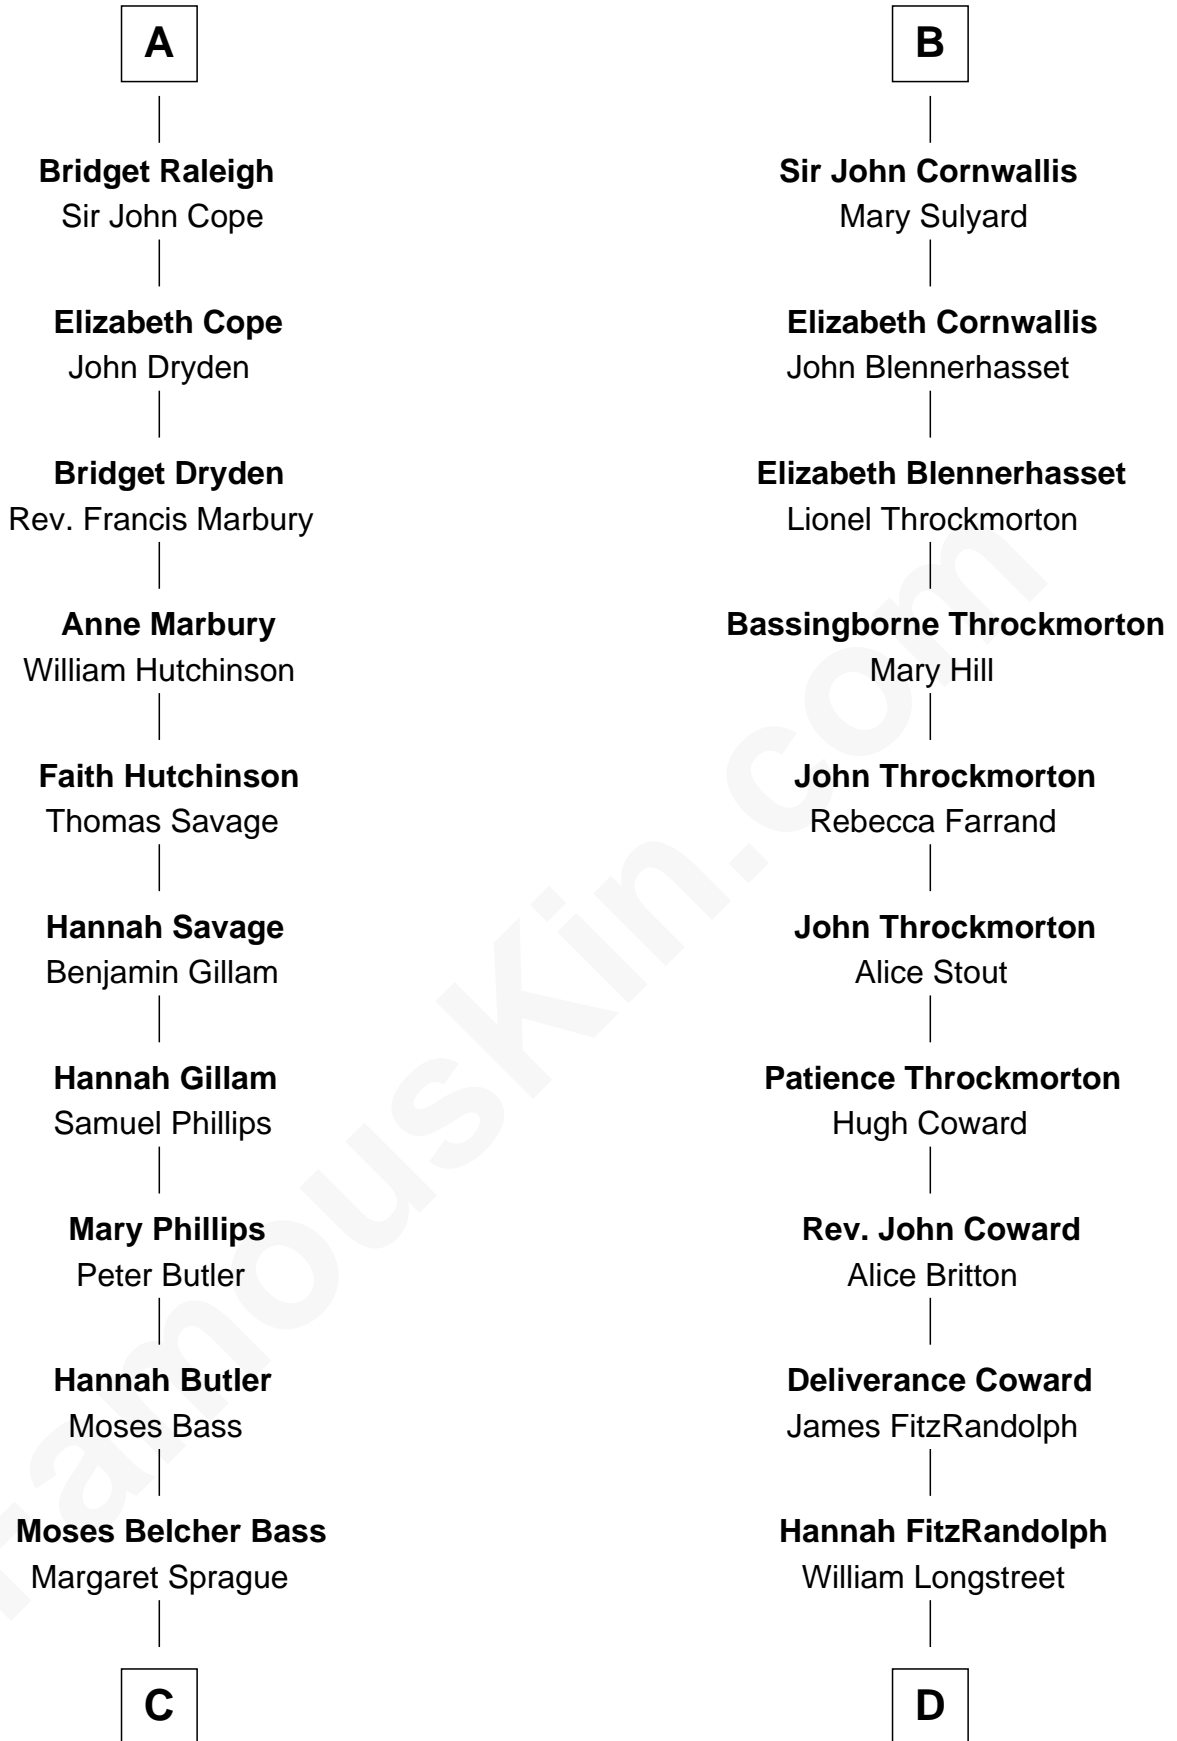 A
Bridget Raleigh
Sir John Cope
Elizabeth Cope
John Dryden
Bridget Dryden
Rev. Francis Marbury
Anne Marbury
William Hutchinson
Faith Hutchinson
Thomas Savage
Hannah Savage
Benjamin Gillam
Hannah Gillam
Samuel Phillips
Mary Phillips
Peter Butler
Hannah Butler
Moses Bass
Moses Belcher Bass
Margaret Sprague
C
B
Sir John Cornwallis
Mary Sulyard
Elizabeth Cornwallis
John Blennerhasset
Elizabeth Blennerhasset
Lionel Throckmorton
Bassingborne Throckmorton
Mary Hill
John Throckmorton
Rebecca Farrand
John Throckmorton
Alice Stout
Patience Throckmorton
Hugh Coward
Rev. John Coward
Alice Britton
Deliverance Coward
James FitzRandolph
Hannah FitzRandolph
William Longstreet
D
FamousKin.com